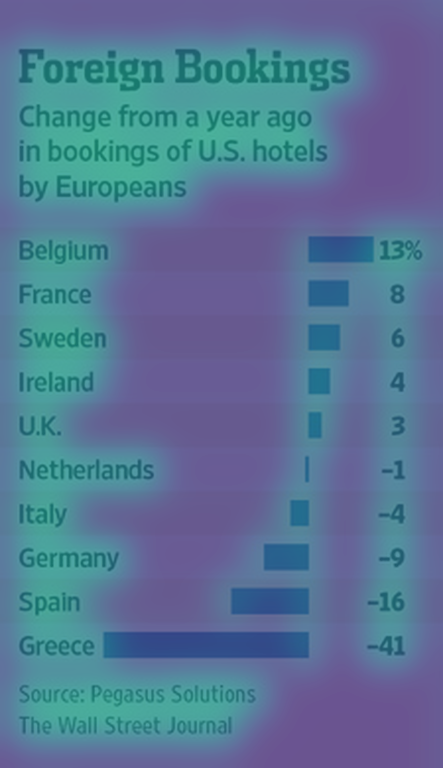 Foreign Bookings
Change from a year ago
in bookings of U.S. hotels
by Europeans
Belgium 13%
France 8
Sweden 6
Ireland 4
U.K. 3
Netherlands –1
Italy –4
Germany –9
Spain –16
Greece –41
Source: Pegasus Solutions
The Wall Street Journal